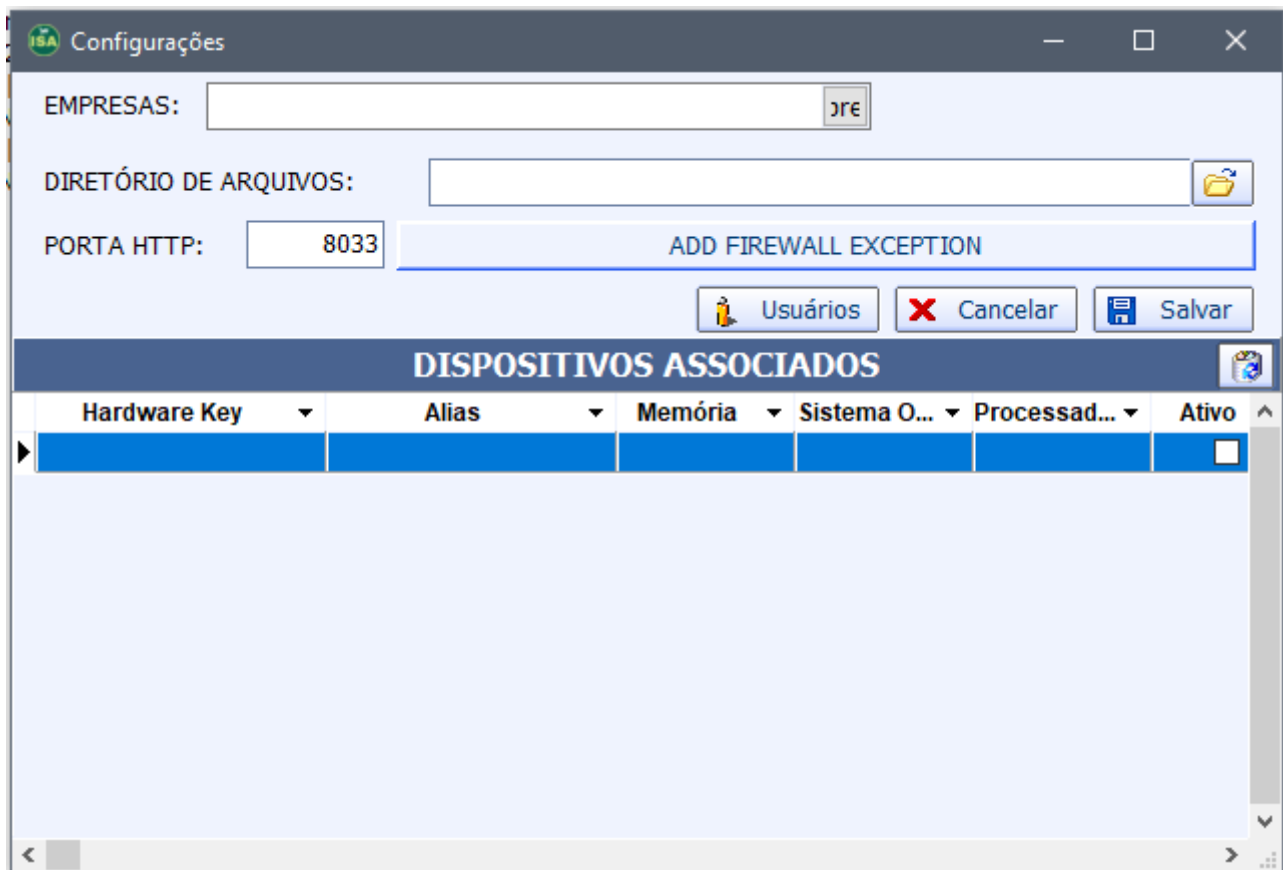 ISA Configurações
EMPRESAS:
DIRETÓRIO DE ARQUIVOS:
PORTA HTTP: 8033 ADD FIREWALL EXCEPTION
Usuários Cancelar Salvar
DISPOSITIVOS ASSOCIADOS
Hardware Key Alias Memória Sistema O... Processad... Ativo